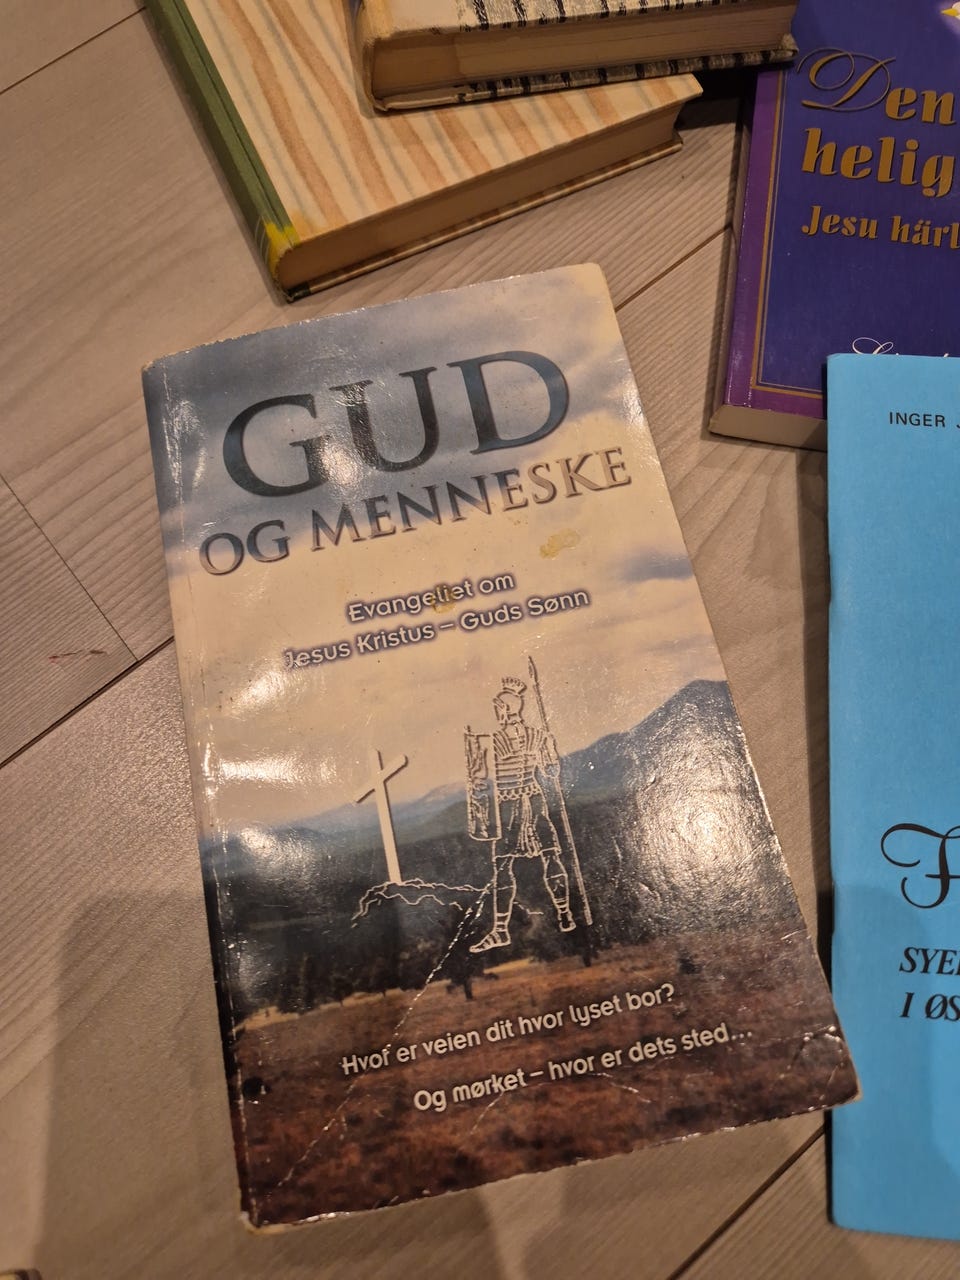 GUD
OG MENNESKE
Evangeliet om
Jesus Kristus – Guds Sønn
Hvor er veien dit hvor lyset bor?
Og mørket – hvor er dets sted...
Den
helig
Jesu härl
INGER
SYE
I ØS